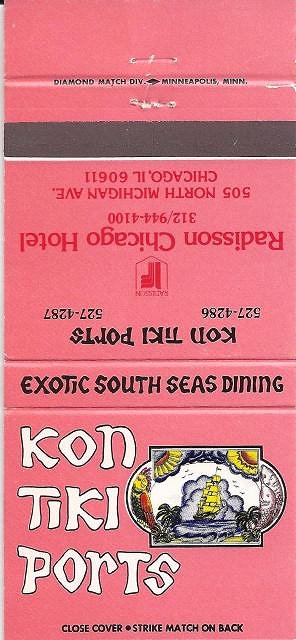 DIAMOND MATCH DIV. MINNEAPOLIS, MINN.
505 NORTH MICHIGAN AVE.
CHICAGO, IL 60611
312/944-4100
Radisson Chicago Hotel
RADISSON
KON TIKI PORTS
527-4286 527-4287
EXOTIC SOUTH SEAS DINING
KON
TIKI
PORTS
CLOSE COVER • STRIKE MATCH ON BACK